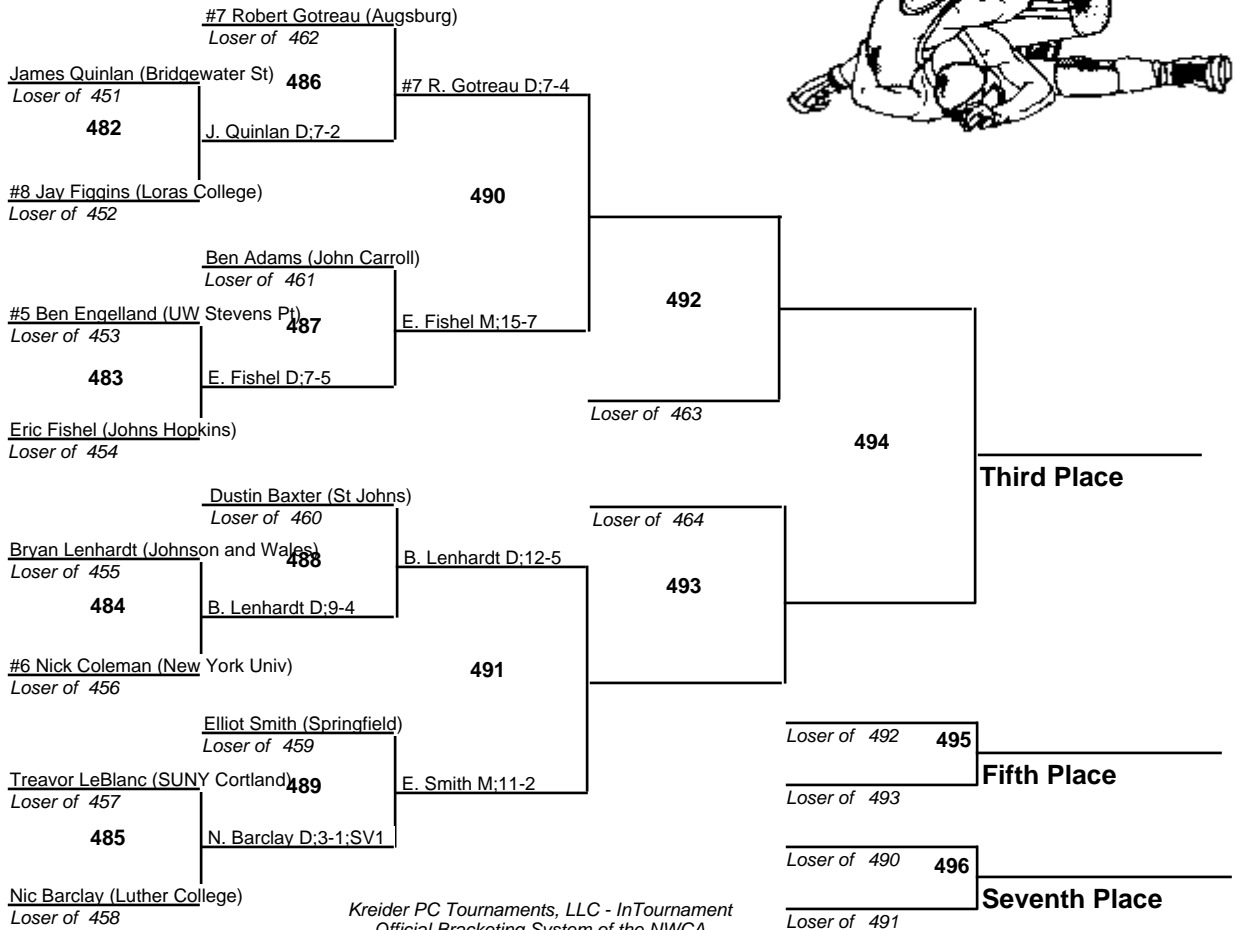 #7 Robert Gotreau (Augsburg)
Loser of 462
James Quinlan (Bridgewater St)
486
Loser of 451
#7 R. Gotreau D;7-4
482
J. Quinlan D;7-2
#8 Jay Figgins (Loras College)
Loser of 452
490
Ben Adams (John Carroll)
Loser of 461
492
#5 Ben Engelland (UW Stevens Pt)
487
Loser of 453
E. Fishel M;15-7
483
E. Fishel D;7-5
Loser of 463
Eric Fishel (Johns Hopkins)
Loser of 454
494
Third Place
Dustin Baxter (St Johns)
Loser of 460
Loser of 464
Bryan Lenhardt (Johnson and Wales)
488
Loser of 455
B. Lenhardt D;12-5
493
484
B. Lenhardt D;9-4
#6 Nick Coleman (New York Univ)
Loser of 456
491
Elliot Smith (Springfield)
Loser of 459
Loser of 492
495
Treavor LeBlanc (SUNY Cortland)
489
Loser of 457
E. Smith M;11-2
Fifth Place
Loser of 493
485
N. Barclay D;3-1;SV1
Loser of 490
496
Nic Barclay (Luther College)
Loser of 458
Seventh Place
Loser of 491
Kreider PC Tournaments, LLC - InTournament
Official Bracketing System of the NWCA